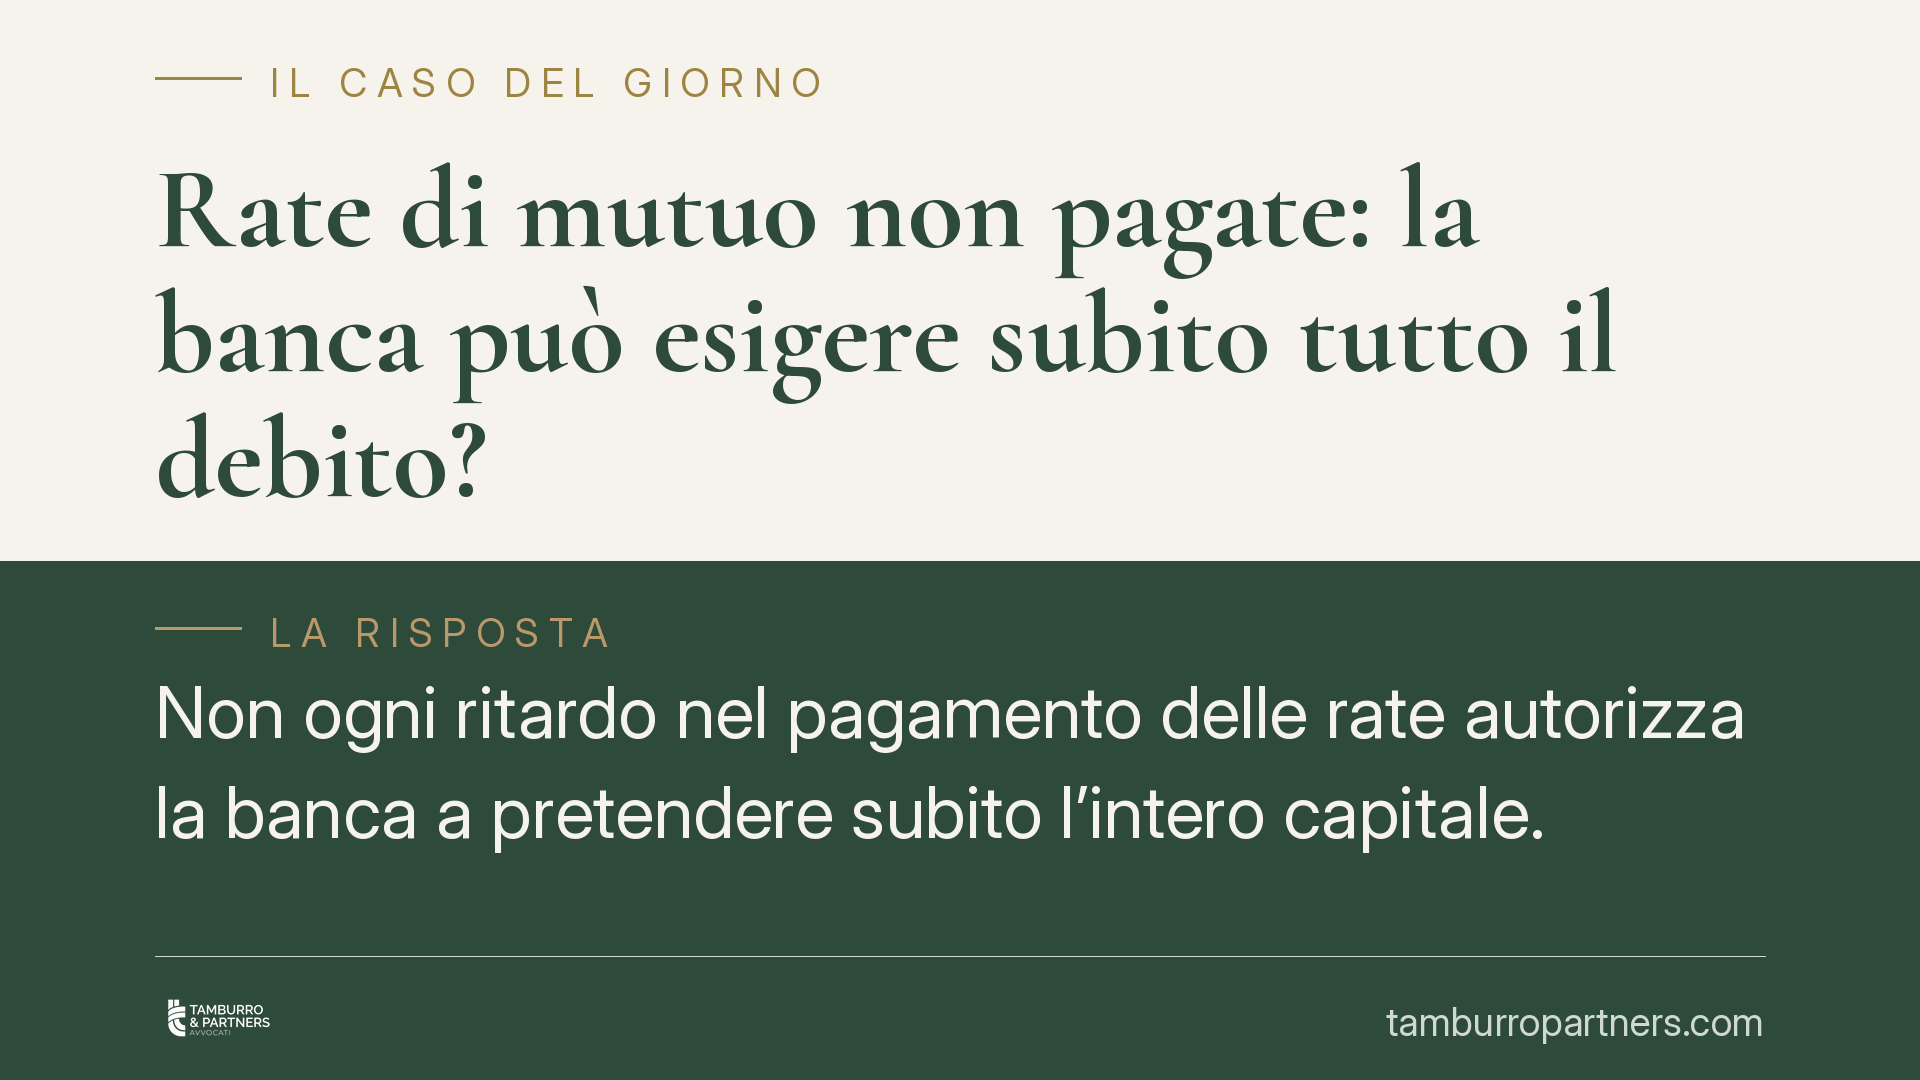 IL CASO DEL GIORNO
Rate di mutuo non pagate: la
banca può esigere subito tutto il
debito?
LA RISPOSTA
Non ogni ritardo nel pagamento delle rate autorizza
la banca a pretendere subito l’intero capitale.
TAMBURRO
& PARTNERS
AVVOCATI
tamburropartners.com